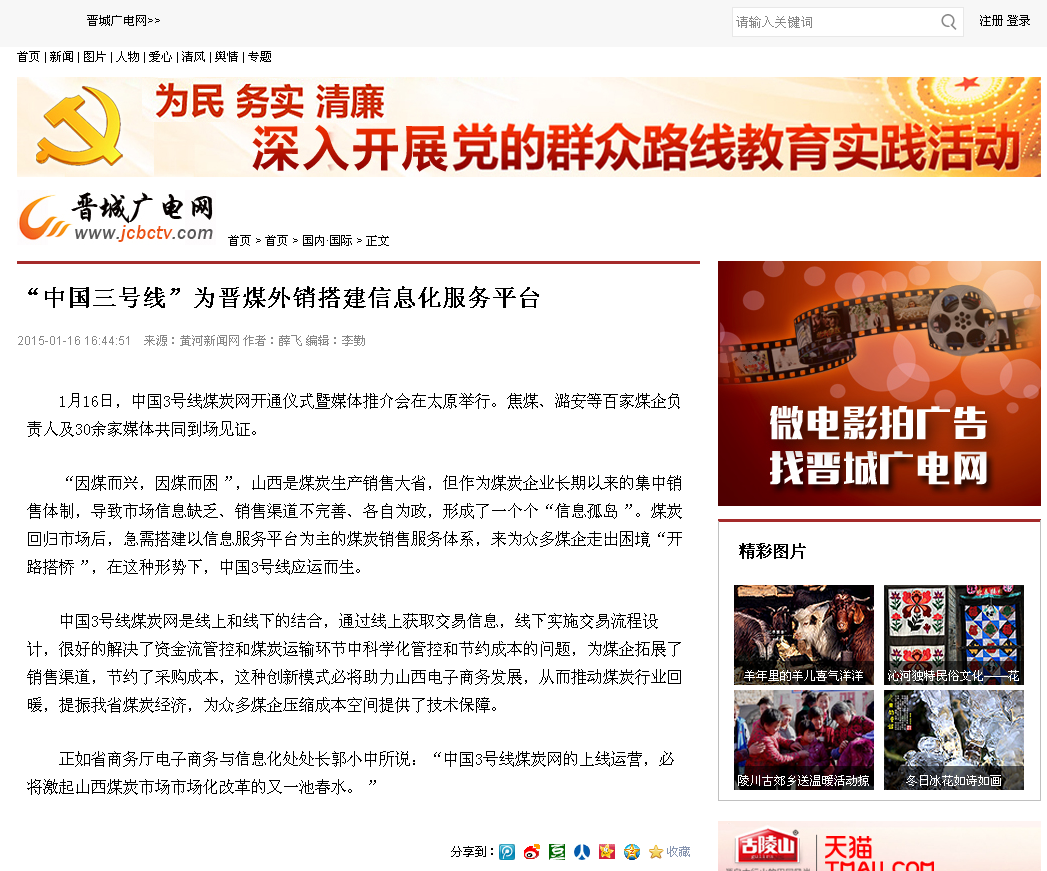 晋城广电网>>
请输入关键词
注册 登录
首页 | 新闻 | 图片 | 人物 | 爱心 | 清风 | 舆情 | 专题
为民 务实 清廉
深入开展党的群众路线教育实践活动
晋城广电网
www.jcbctv.com
首页 > 首页 > 国内·国际 > 正文
“中国三号线”为晋煤外销搭建信息化服务平台
2015-01-16 16:44:51 来源：黄河新闻网 作者：薛飞 编辑：李勤
1月16日，中国3号线煤炭网开通仪式暨媒体推介会在太原举行。焦煤、潞安等百家煤企负
责人及30余家媒体共同到场见证。
“因煤而兴，因煤而困 ”，山西是煤炭生产销售大省，但作为煤炭企业长期以来的集中销
售体制，导致市场信息缺乏、销售渠道不完善、各自为政，形成了一个个“信息孤岛 ”。煤炭
回归市场后，急需搭建以信息服务平台为主的煤炭销售服务体系，来为众多煤企走出困境“开
路搭桥 ”，在这种形势下，中国3号线应运而生。
中国3号线煤炭网是线上和线下的结合，通过线上获取交易信息，线下实施交易流程设
计，很好的解决了资金流管控和煤炭运输环节中科学化管控和节约成本的问题，为煤企拓展了
销售渠道，节约了采购成本，这种创新模式必将助力山西电子商务发展，从而推动煤炭行业回
暖，提振我省煤炭经济，为众多煤企压缩成本空间提供了技术保障。
正如省商务厅电子商务与信息化处处长郭小中所说：“中国3号线煤炭网的上线运营，必
将激起山西煤炭市场市场化改革的又一池春水。 ”
分享到：
收藏
微电影拍广告
找晋城广电网
精彩图片
羊年里的羊儿喜气洋洋
沁河独特民俗文化——花
陵川古郊乡送温暖活动掠
冬日冰花如诗如画
古陵山
天猫
TMALL.COM